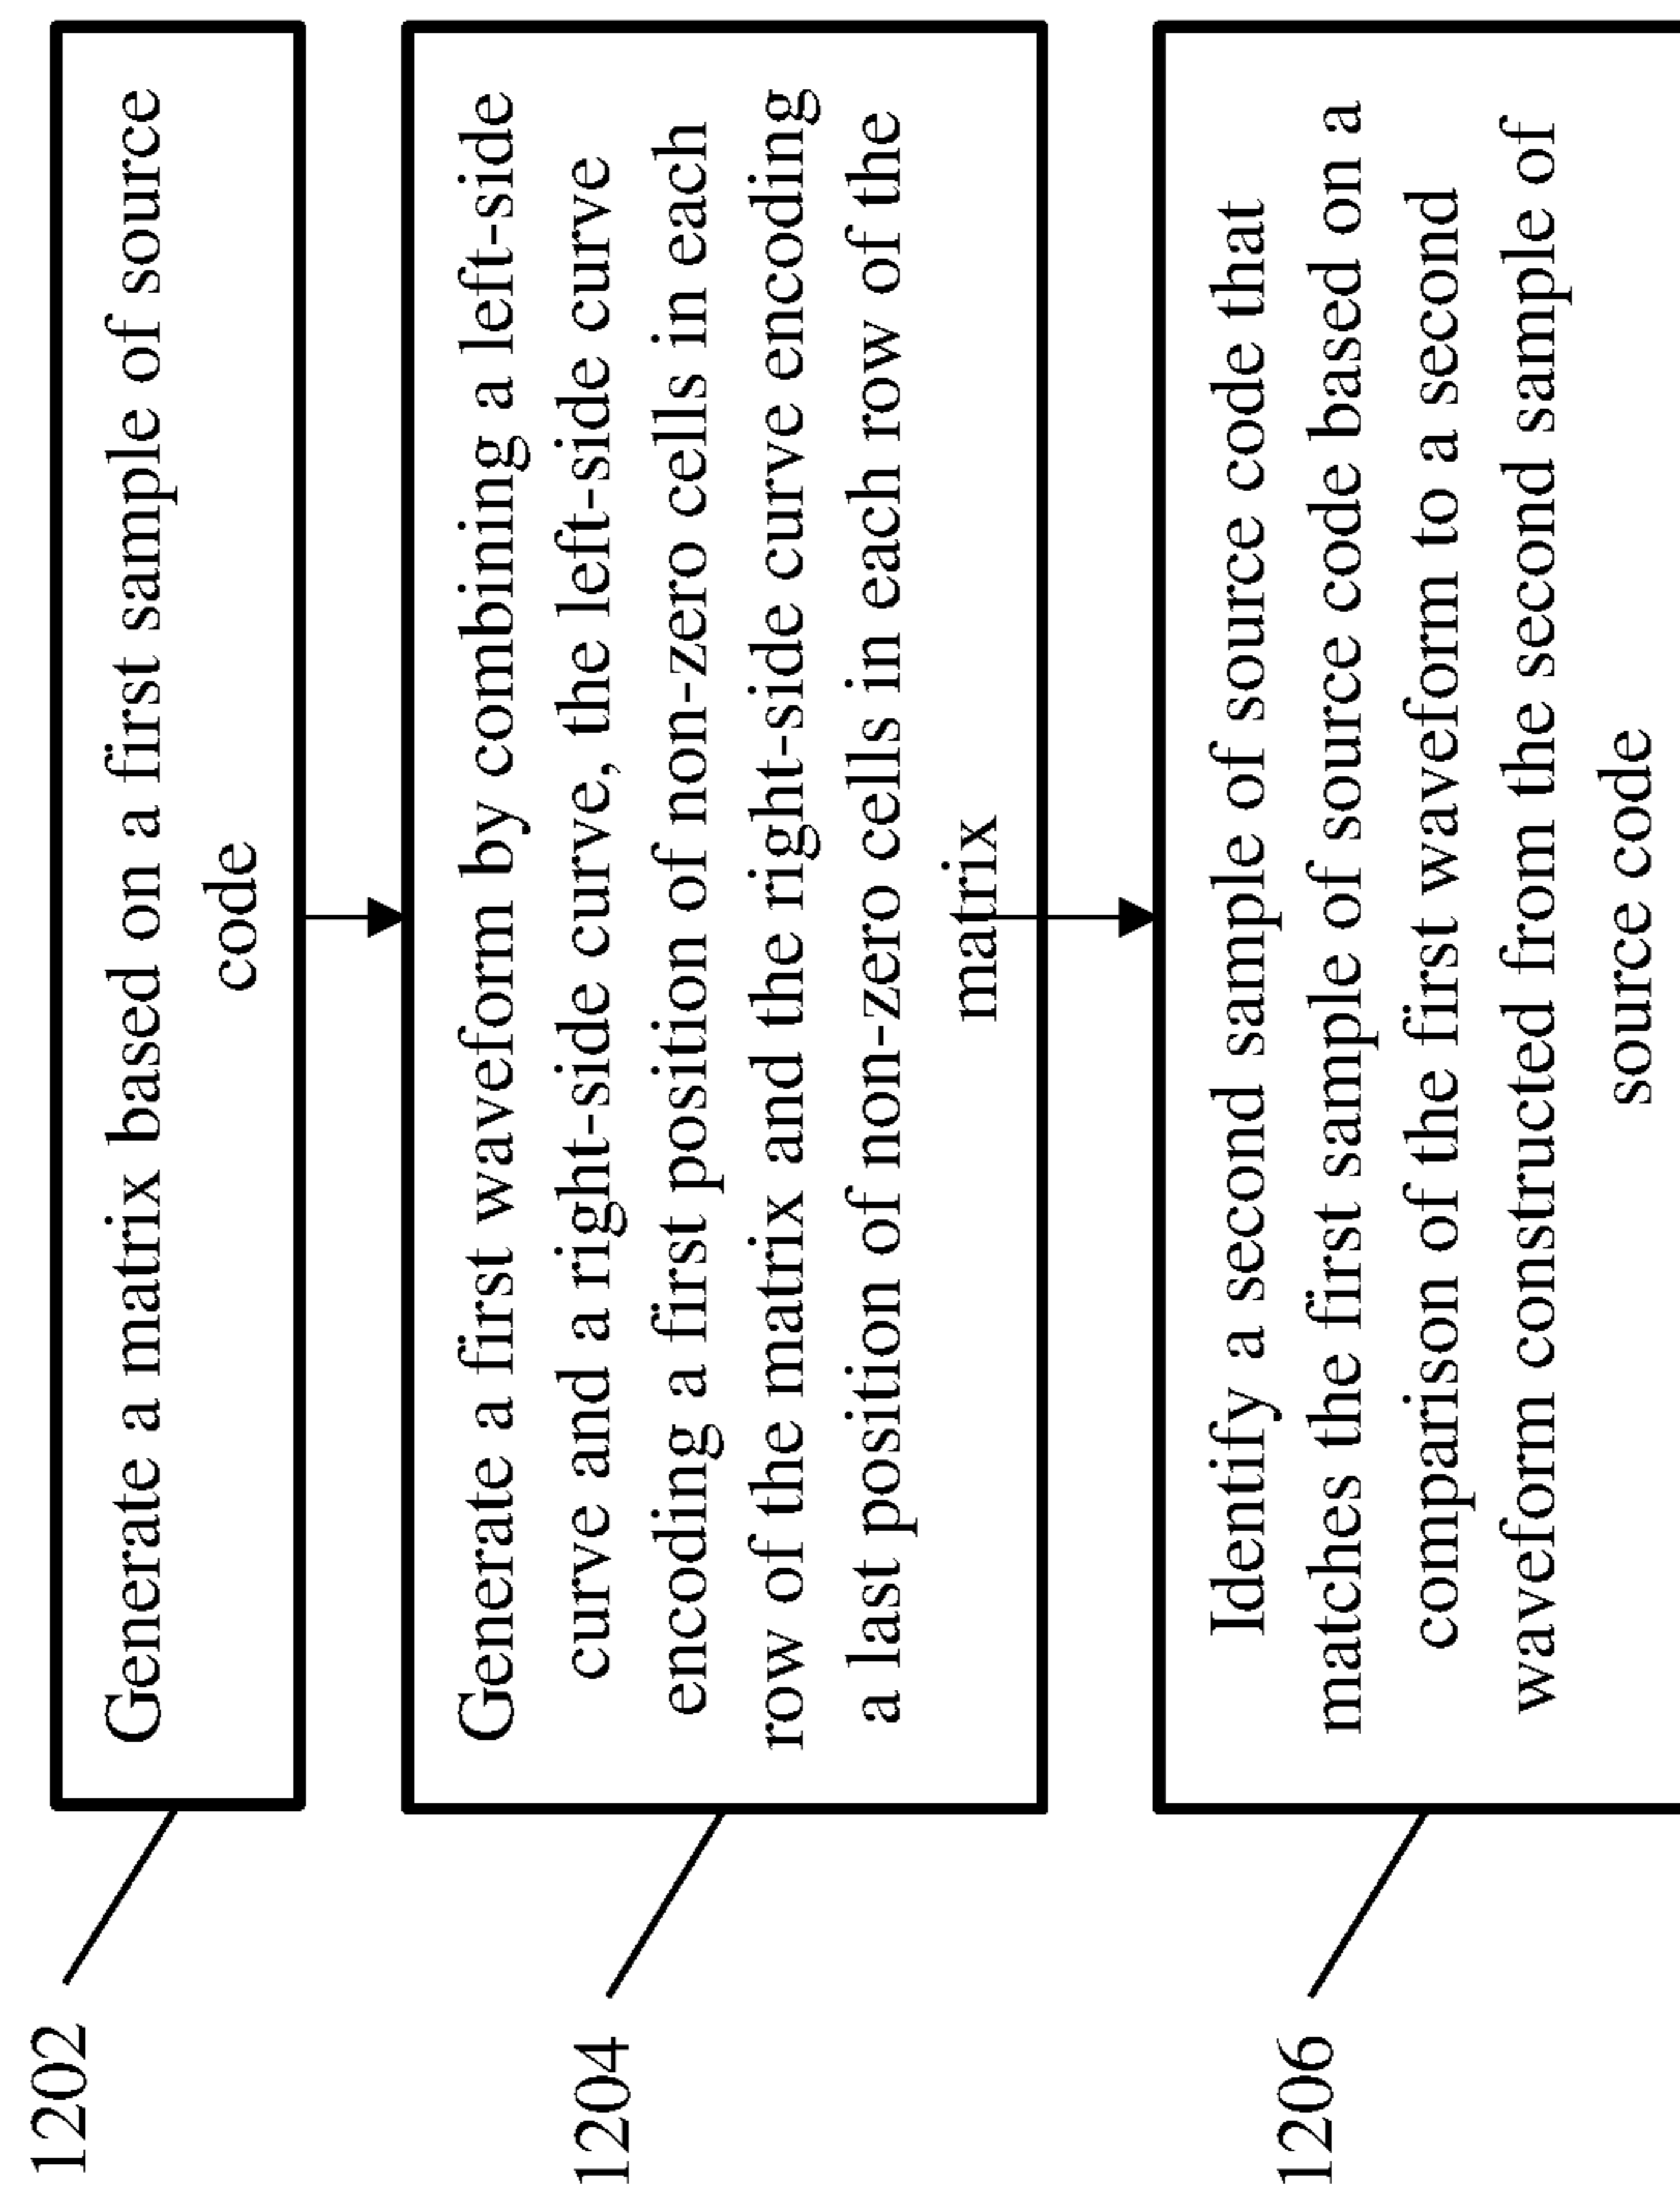 1202
Generate a matrix based on a first sample of source
code
1204
Generate a first waveform by combining a left-side
curve and a right-side curve, the left-side curve
encoding a first position of non-zero cells in each
row of the matrix and the right-side curve encoding
a last position of non-zero cells in each row of the
matrix
1206
Identify a second sample of source code that
matches the first sample of source code based on a
comparison of the first waveform to a second
waveform constructed from the second sample of
source code